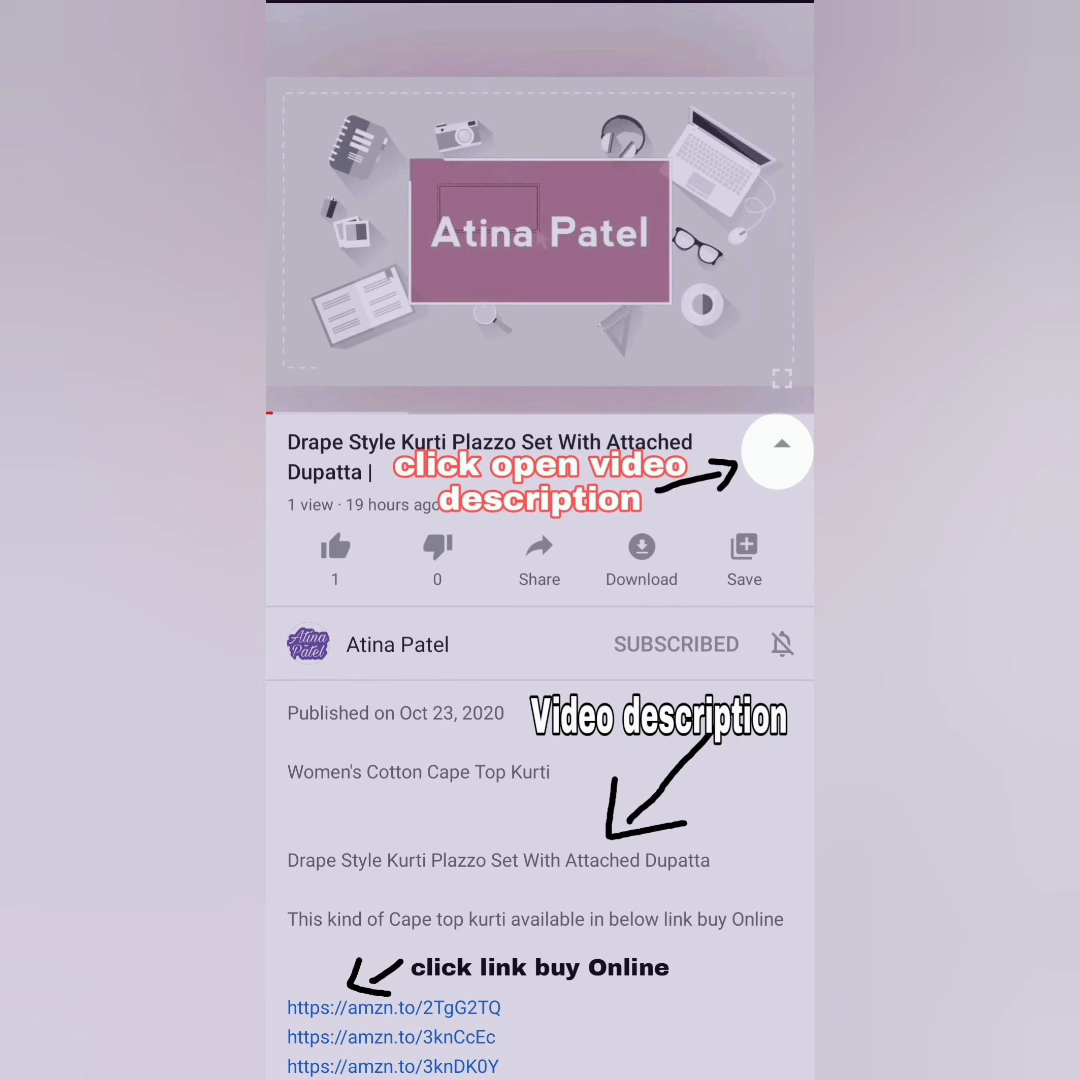 Atina Patel
Drape Style Kurti Plazzo Set With Attached
Dupatta |
click open video
description
1 view · 19 hours ago
1
0
Share
Download
Save
Atina
Patel
Atina Patel
SUBSCRIBED
Published on Oct 23, 2020
Video description
Women's Cotton Cape Top Kurti
Drape Style Kurti Plazzo Set With Attached Dupatta
This kind of Cape top kurti available in below link buy Online
click link buy Online
https://amzn.to/2TgG2TQ
https://amzn.to/3knCcEc
https://amzn.to/3knDK0Y